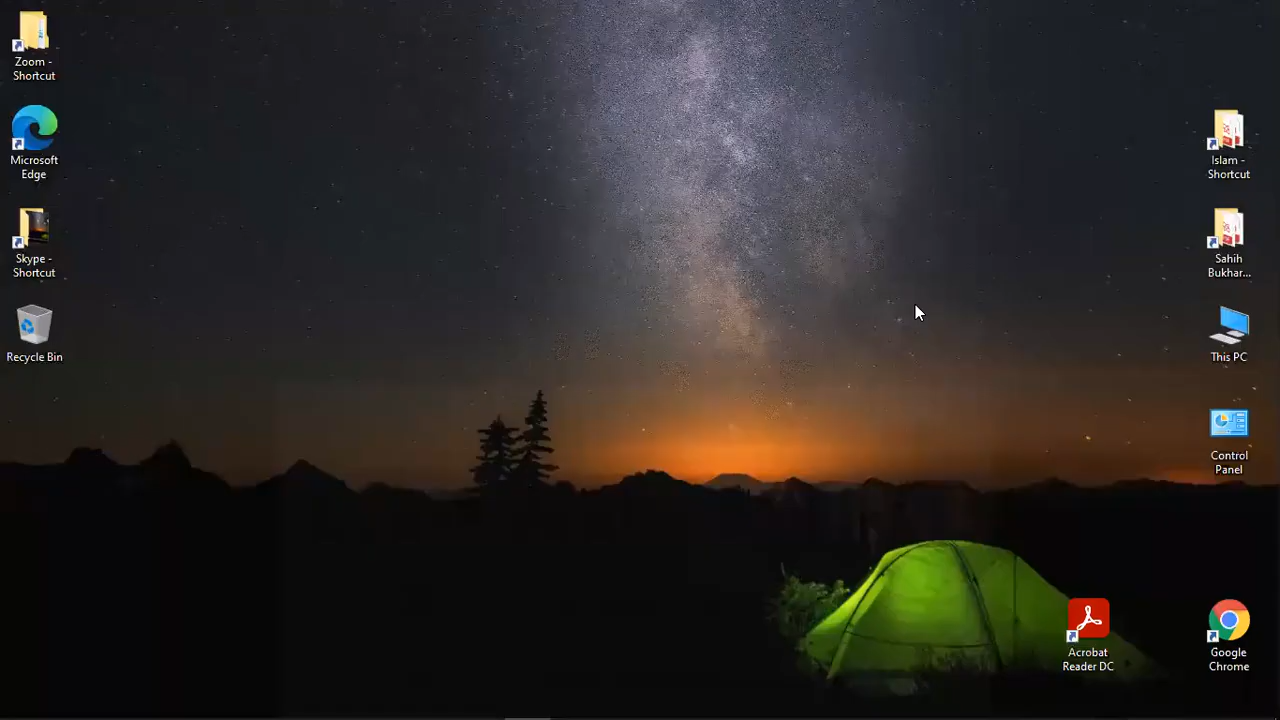 Zoom -
Shortcut
Microsoft
Edge
Skype -
Shortcut
Recycle Bin
Islam -
Shortcut
Sahih
Bukhar...
This PC
Control
Panel
Acrobat
Reader DC
Google
Chrome